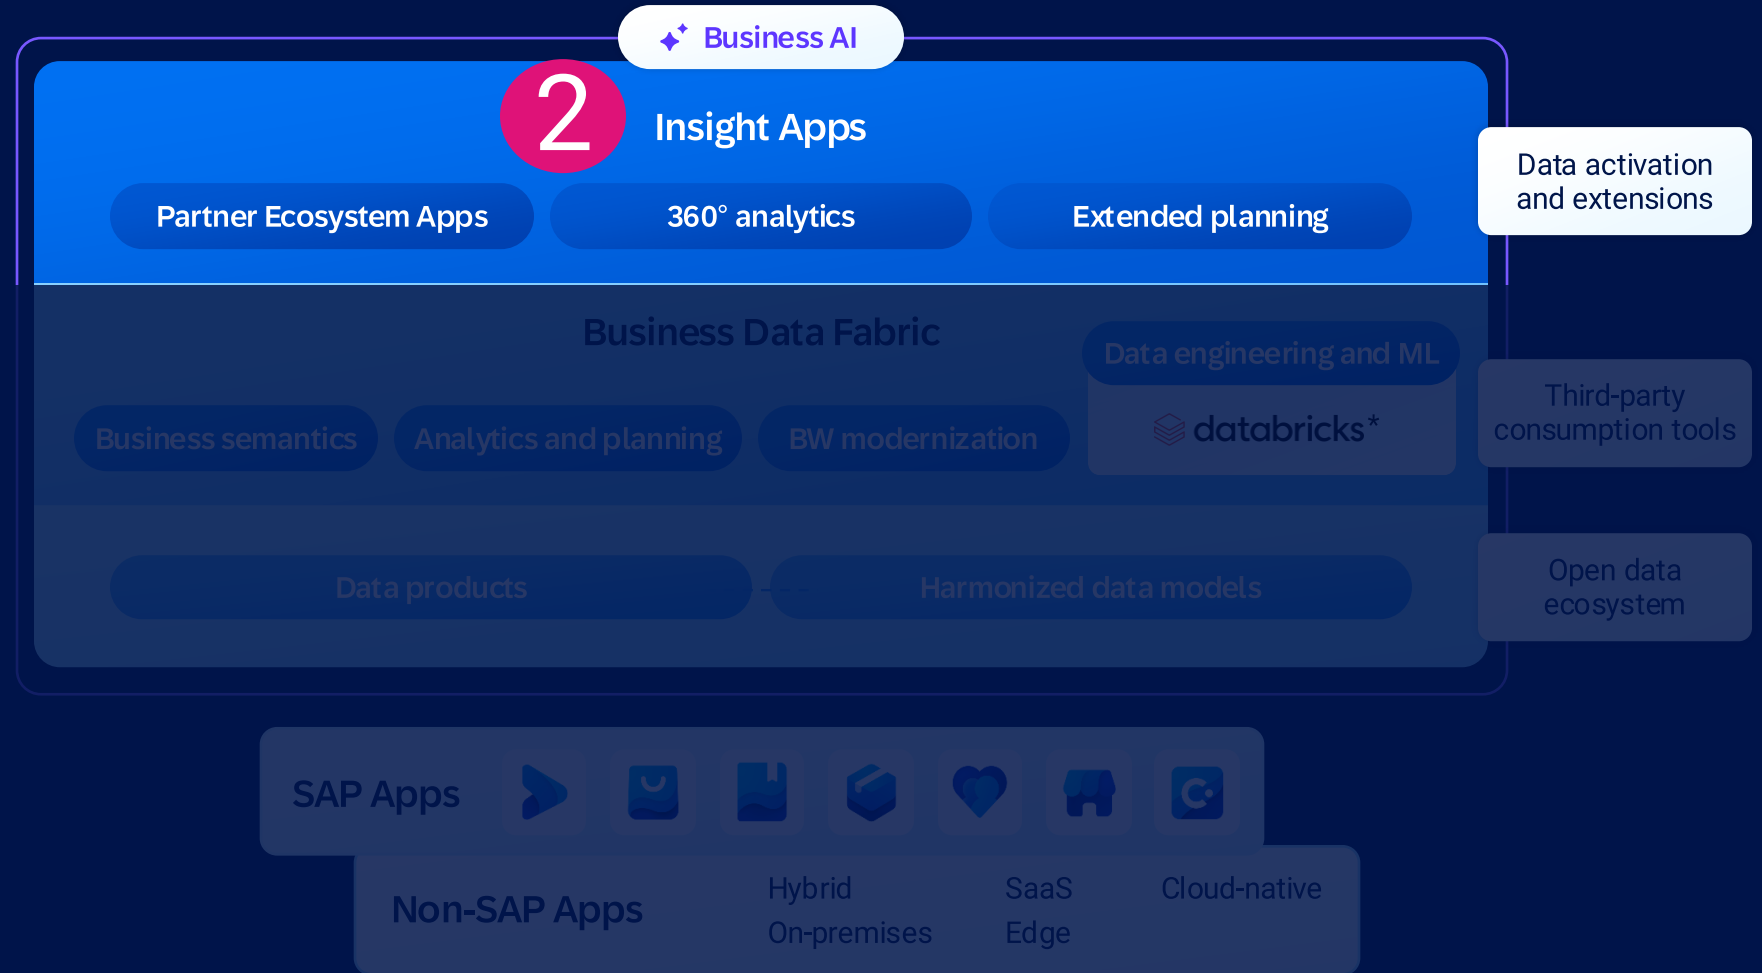 Business AI
2
Insight Apps
Partner Ecosystem Apps
360° analytics
Extended planning
Data activation
and extensions
Business Data Fabric
Data engineering and ML
databricks*
Business semantics
Analytics and planning
BW modernization
Third-party
consumption tools
Data products
Harmonized data models
Open data
ecosystem
SAP Apps
Non-SAP Apps
Hybrid
SaaS
Cloud-native
On-premises
Edge